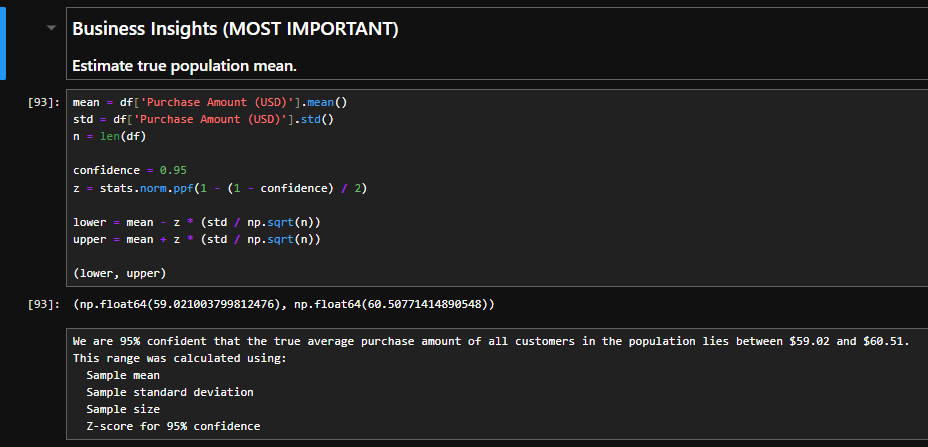 Business Insights (MOST IMPORTANT)
Estimate true population mean.
[93]: mean = df['Purchase Amount (USD)'].mean()
std = df['Purchase Amount (USD)'].std()
n = len(df)
confidence = 0.95
z = stats.norm.ppf(1 - (1 - confidence) / 2)
lower = mean - z * (std / np.sqrt(n))
upper = mean + z * (std / np.sqrt(n))
(lower, upper)
[93]: (np.float64(59.021003799812476), np.float64(60.50771414890548))
We are 95% confident that the true average purchase amount of all customers in the population lies between $59.02 and $60.51.
This range was calculated using:
Sample mean
Sample standard deviation
Sample size
Z-score for 95% confidence